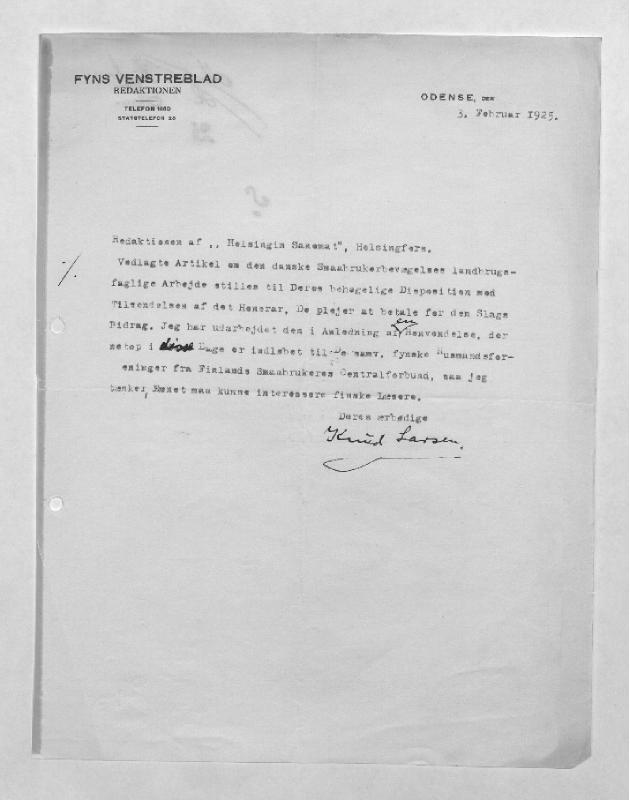 FYNS VENSTREBLAD
REDAKTIONEN
TELEFON 1660
STATSTELEFON 20
ODENSE, DEN
3. Februar 1925.
Redaktionen af ,, Helsingin Sanomat", Helsingfors.
Vedlagte Artikel om den danske Smaabrukerbevægelses landbrugs-
faglige Arbejde stilles til Deres behagelige Disposition mod
Tilsendelse af det Honorar, De plejer at betale for den Slags
Bidrag. Jeg har udarbejdet den i Anledning af en Henvendelse, der
netop i disse Dage er indløbet til De samv. fynske Husmandsfor-
eninger fra Finlands Smaabrukeres Centralforbund, saa jeg
tænker, Emnet maa kunne interessere finske Læsere.
Deres ærbødige
Knud Larsen.